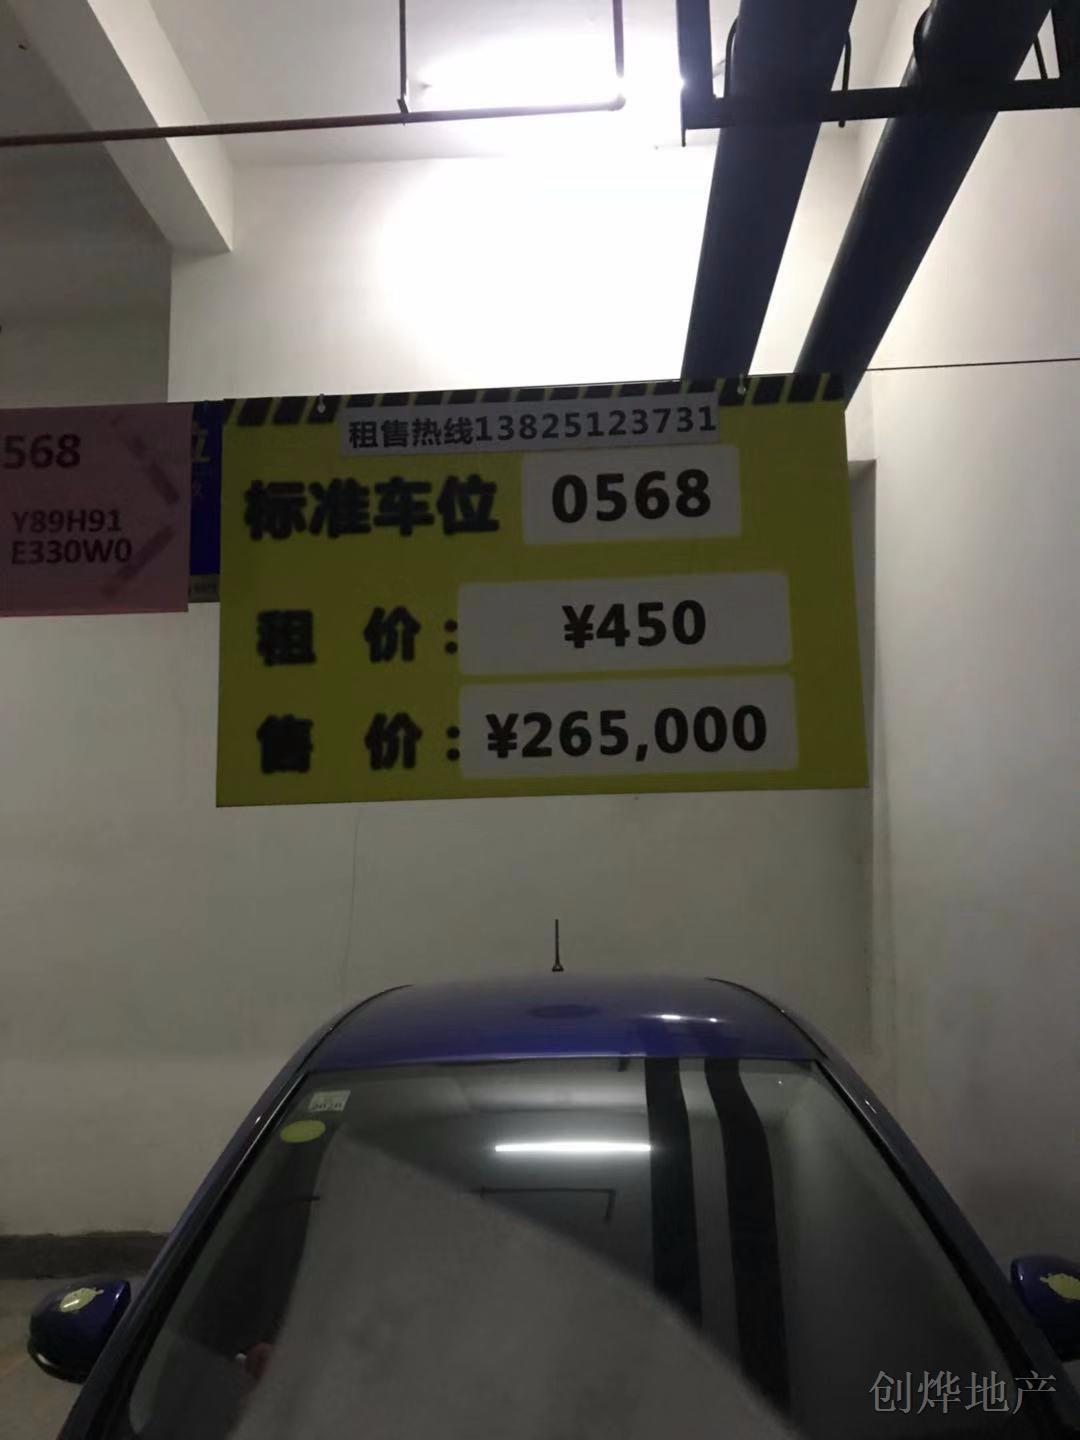 568
Y89H91
E330W0
位
租售热线13825123731
标准车位 0568
租 价： ¥450
售 价： ¥265,000
创烨地产